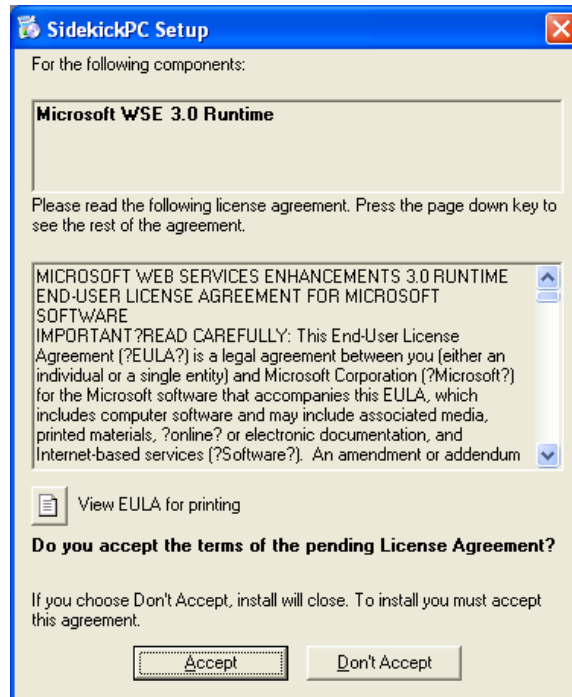 SidekickPC Setup
For the following components:
Microsoft WSE 3.0 Runtime
Please read the following license agreement. Press the page down key to
see the rest of the agreement.
MICROSOFT WEB SERVICES ENHANCEMENTS 3.0 RUNTIME
END-USER LICENSE AGREEMENT FOR MICROSOFT
SOFTWARE
IMPORTANT?READ CAREFULLY: This End-User License
Agreement (?EULA?) is a legal agreement between you (either an
individual or a single entity) and Microsoft Corporation (?Microsoft?)
for the Microsoft software that accompanies this EULA, which
includes computer software and may include associated media,
printed materials, ?online? or electronic documentation, and
Internet-based services (?Software?).  An amendment or addendum
View EULA for printing
Do you accept the terms of the pending License Agreement?
If you choose Don't Accept, install will close. To install you must accept
this agreement.
Accept
Don't Accept